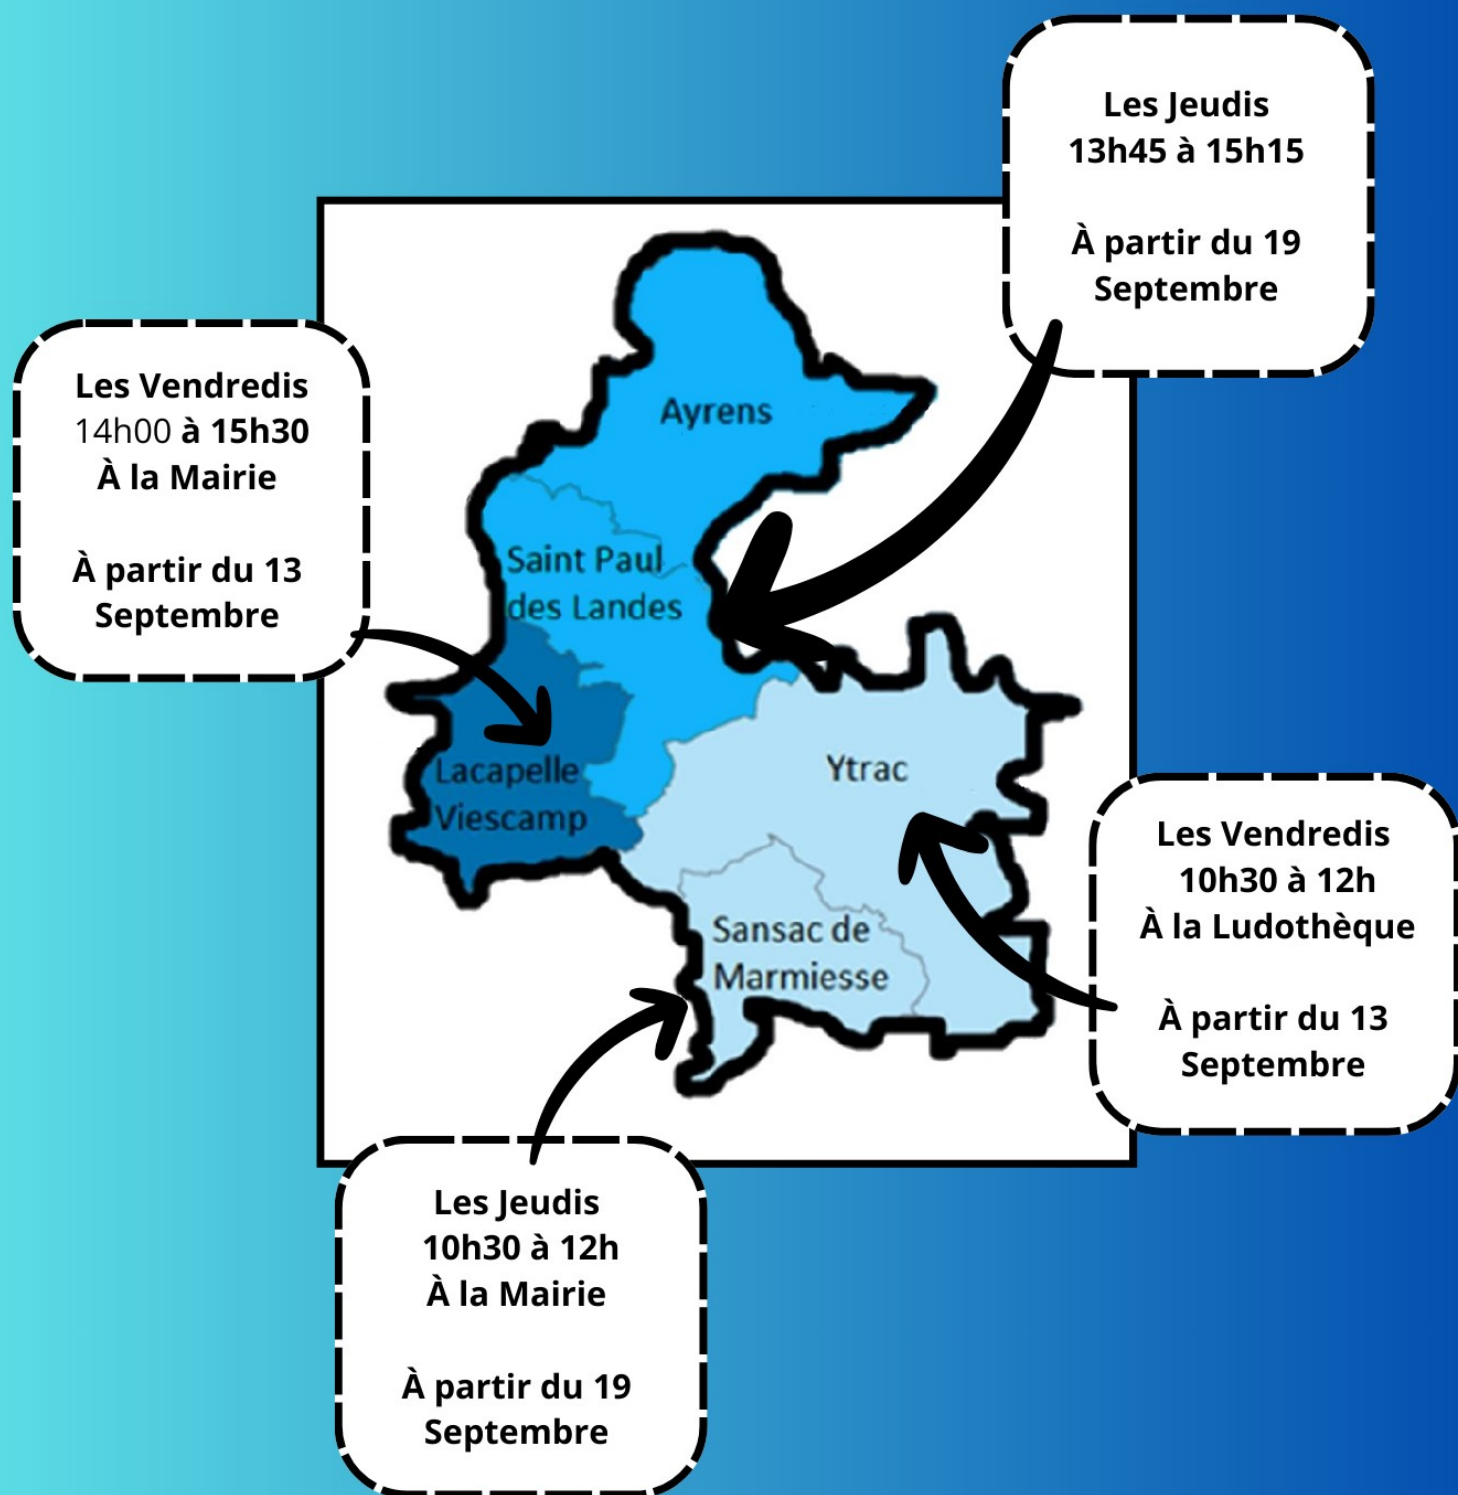 Les Jeudis
13h45 à 15h15
À partir du 19
Septembre
Les Vendredis
14h00 à 15h30
À la Mairie
À partir du 13
Septembre
Ayrens
Saint Paul
des Landes
Lacapelle
Viescamp
Ytrac
Sansac de
Marmiesse
Les Vendredis
10h30 à 12h
À la Ludothèque
À partir du 13
Septembre
Les Jeudis
10h30 à 12h
À la Mairie
À partir du 19
Septembre